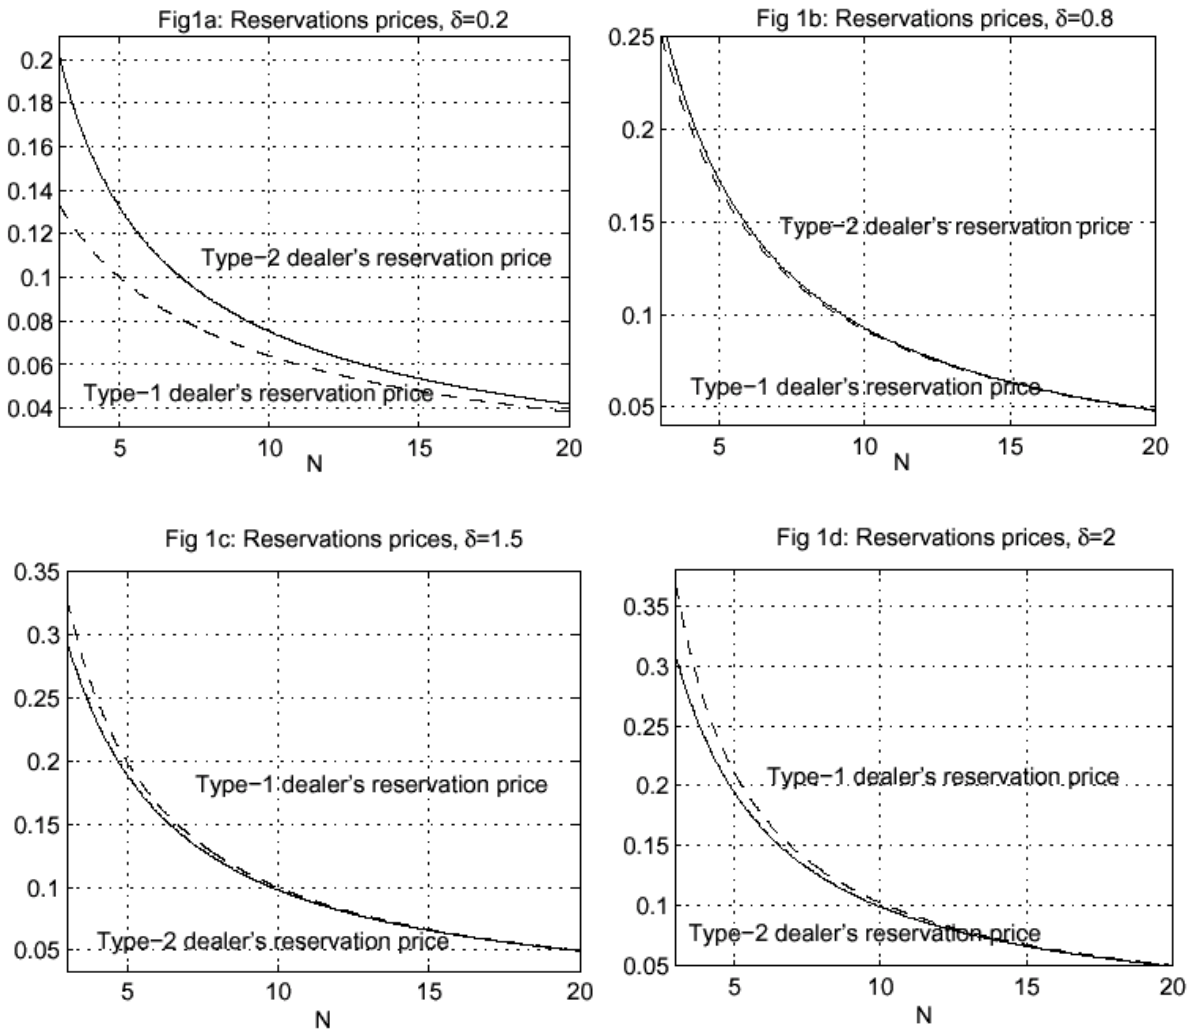 Fig1a: Reservations prices, δ=0.2
0.2
0.18
0.16
0.14
0.12
0.1
0.08
0.06
0.04
Type−2 dealer's reservation price
Type−1 dealer's reservation price
5
10
15
20
N
Fig 1b: Reservations prices, δ=0.8
0.25
0.2
0.15
0.1
0.05
Type−2 dealer's reservation price
Type−1 dealer's reservation price
5
10
15
20
N
Fig 1c: Reservations prices, δ=1.5
0.35
0.3
0.25
0.2
0.15
0.1
0.05
Type−1 dealer's reservation price
Type−2 dealer's reservation price
5
10
15
20
N
Fig 1d: Reservations prices, δ=2
0.35
0.3
0.25
0.2
0.15
0.1
0.05
Type−1 dealer's reservation price
Type−2 dealer's reservation price
5
10
15
20
N